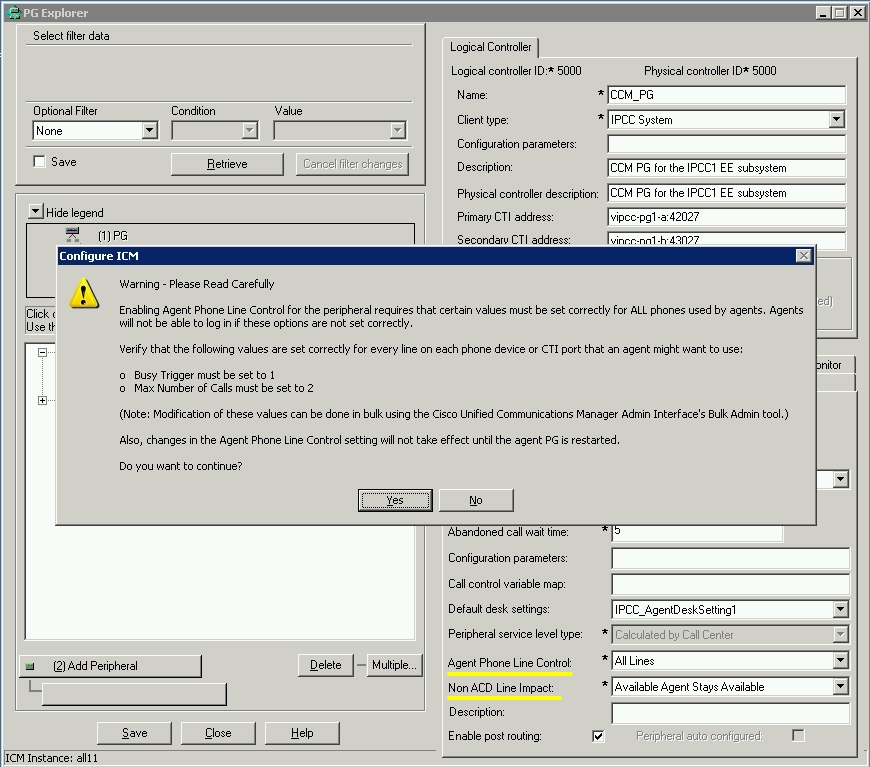 PG Explorer
Select filter data
Optional Filter Condition Value
None
Save Retrieve Cancel filter changes
Hide legend
(1) PG
Click
Use
(2) Add Peripheral Delete Multiple...
Save Close Help
ICM Instance: all11
Logical Controller
Logical controller ID:* 5000 Physical controller ID* 5000
Name: * CCM_PG
Client type: * IPCC System
Configuration parameters:
Description: CCM PG for the IPCC1 EE subsystem
Physical controller description: CCM PG for the IPCC1 EE subsystem
Primary CTI address: vipcc-pg1-a:42027
Secondary CTI address: vipcc-pg1-b:43027
ed)
onitor
Configure ICM
Warning - Please Read Carefully
Enabling Agent Phone Line Control for the peripheral requires that certain values must be set correctly for ALL phones used by agents. Agents
will not be able to log in if these options are not set correctly.
Verify that the following values are set correctly for every line on each phone device or CTI port that an agent might want to use:
o Busy Trigger must be set to 1
o Max Number of Calls must be set to 2
(Note: Modification of these values can be done in bulk using the Cisco Unified Communications Manager Admin Interface's Bulk Admin tool.)
Also, changes in the Agent Phone Line Control setting will not take effect until the agent PG is restarted.
Do you want to continue?
Yes No
Abandoned call wait time: * 5
Configuration parameters:
Call control variable map:
Default desk settings: IPCC_AgentDeskSetting1
Peripheral service level type: * Calculated by Call Center
Agent Phone Line Control: * All Lines
Non ACD Line Impact: * Available Agent Stays Available
Description:
Enable post routing: Peripheral auto configured: